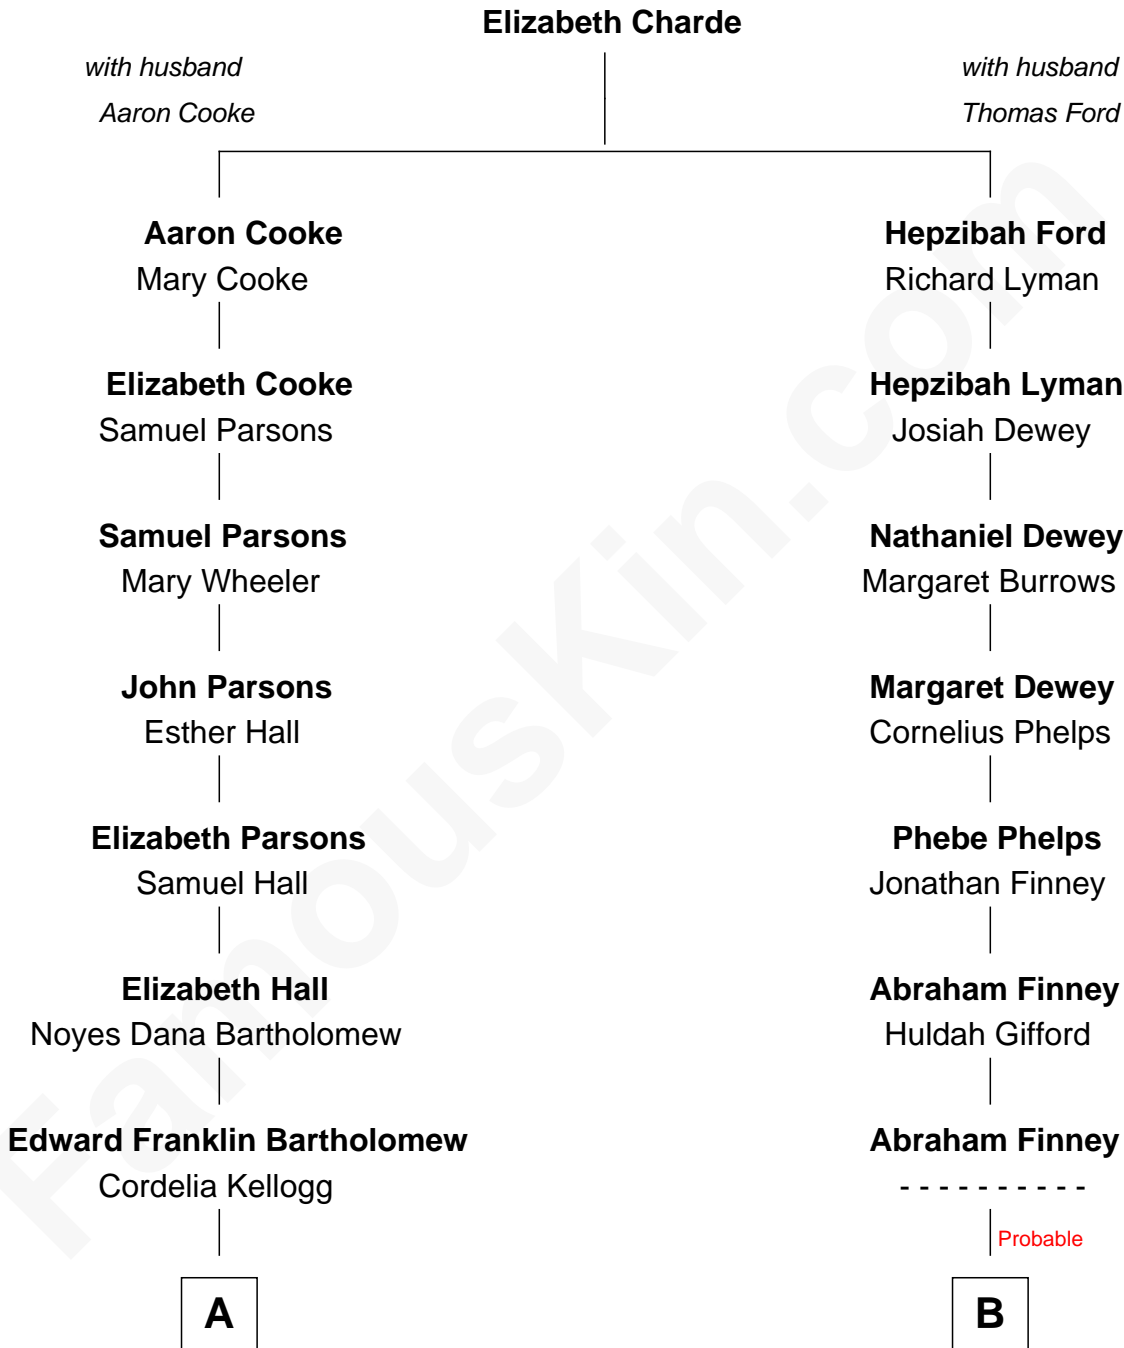 Elizabeth Charde
with husband
Aaron Cooke
with husband
Thomas Ford
Aaron Cooke
Mary Cooke
Hepzibah Ford
Richard Lyman
Elizabeth Cooke
Samuel Parsons
Hepzibah Lyman
Josiah Dewey
Samuel Parsons
Mary Wheeler
Nathaniel Dewey
Margaret Burrows
John Parsons
Esther Hall
Margaret Dewey
Cornelius Phelps
Elizabeth Parsons
Samuel Hall
Phebe Phelps
Jonathan Finney
Elizabeth Hall
Noyes Dana Bartholomew
Abraham Finney
Huldah Gifford
Edward Franklin Bartholomew
Cordelia Kellogg
Abraham Finney
- - - - - - - - - -
Probable
A
B
FamousKin.com